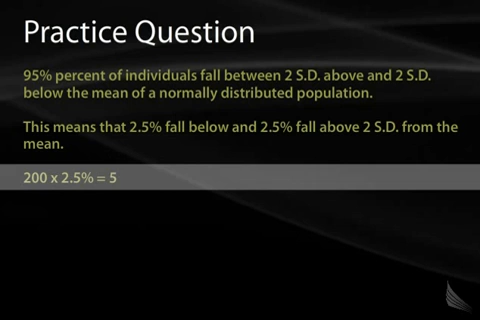 Practice Question
95% percent of individuals fall between 2 S.D. above and 2 S.D.
below the mean of a normally distributed population.
This means that 2.5% fall below and 2.5% fall above 2 S.D. from the
mean.
200 x 2.5% = 5